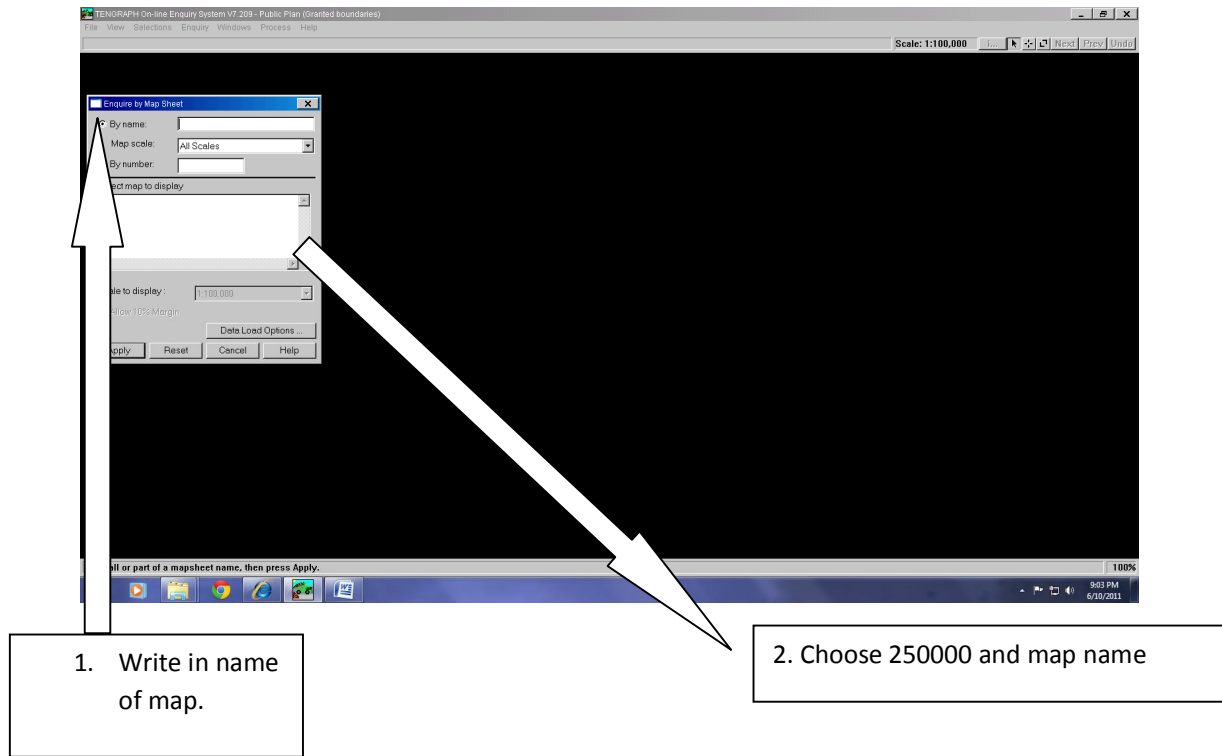 TENGRAPH On-line Enquiry System V7.209 - Public Plan (Granted boundaries)
File View Selections Enquiry Windows Process Help
Scale: 1:100,000 i... Next Prev Undo
Enquire by Map Sheet
By name:
Map scale: All Scales
By number:
ect map to display
ale to display : 1:100,000
Allow 10% Margin
Data Load Options ...
Apply Reset Cancel Help
all or part of a mapsheet name, then press Apply.
100%
9:03 PM
6/10/2011
1. Write in name
of map.
2. Choose 250000 and map name